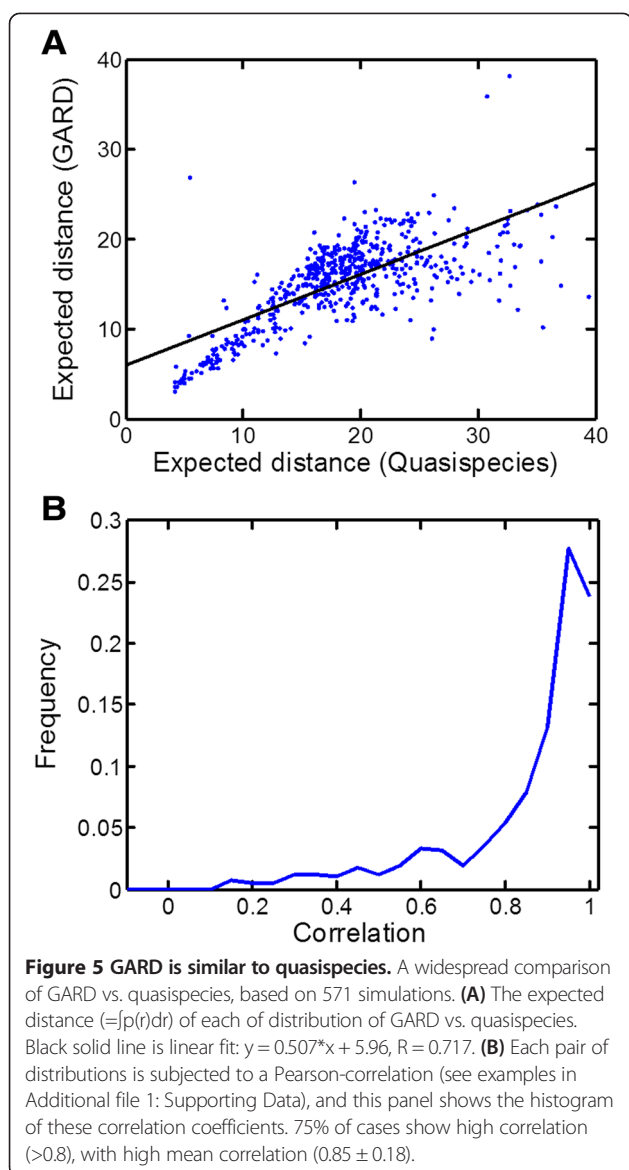 A
Expected distance (GARD)
40
30
20
10
0
0 10 20 30 40
Expected distance (Quasispecies)
B
Frequency
0.3
0.25
0.2
0.15
0.1
0.05
0
0 0.2 0.4 0.6 0.8 1
Correlation
Figure 5 GARD is similar to quasispecies. A widespread comparison
of GARD vs. quasispecies, based on 571 simulations. (A) The expected
distance (=∫p(r)dr) of each of distribution of GARD vs. quasispecies.
Black solid line is linear fit: y = 0.507*x + 5.96, R = 0.717. (B) Each pair of
distributions is subjected to a Pearson-correlation (see examples in
Additional file 1: Supporting Data), and this panel shows the histogram
of these correlation coefficients. 75% of cases show high correlation
(>0.8), with high mean correlation (0.85 ± 0.18).